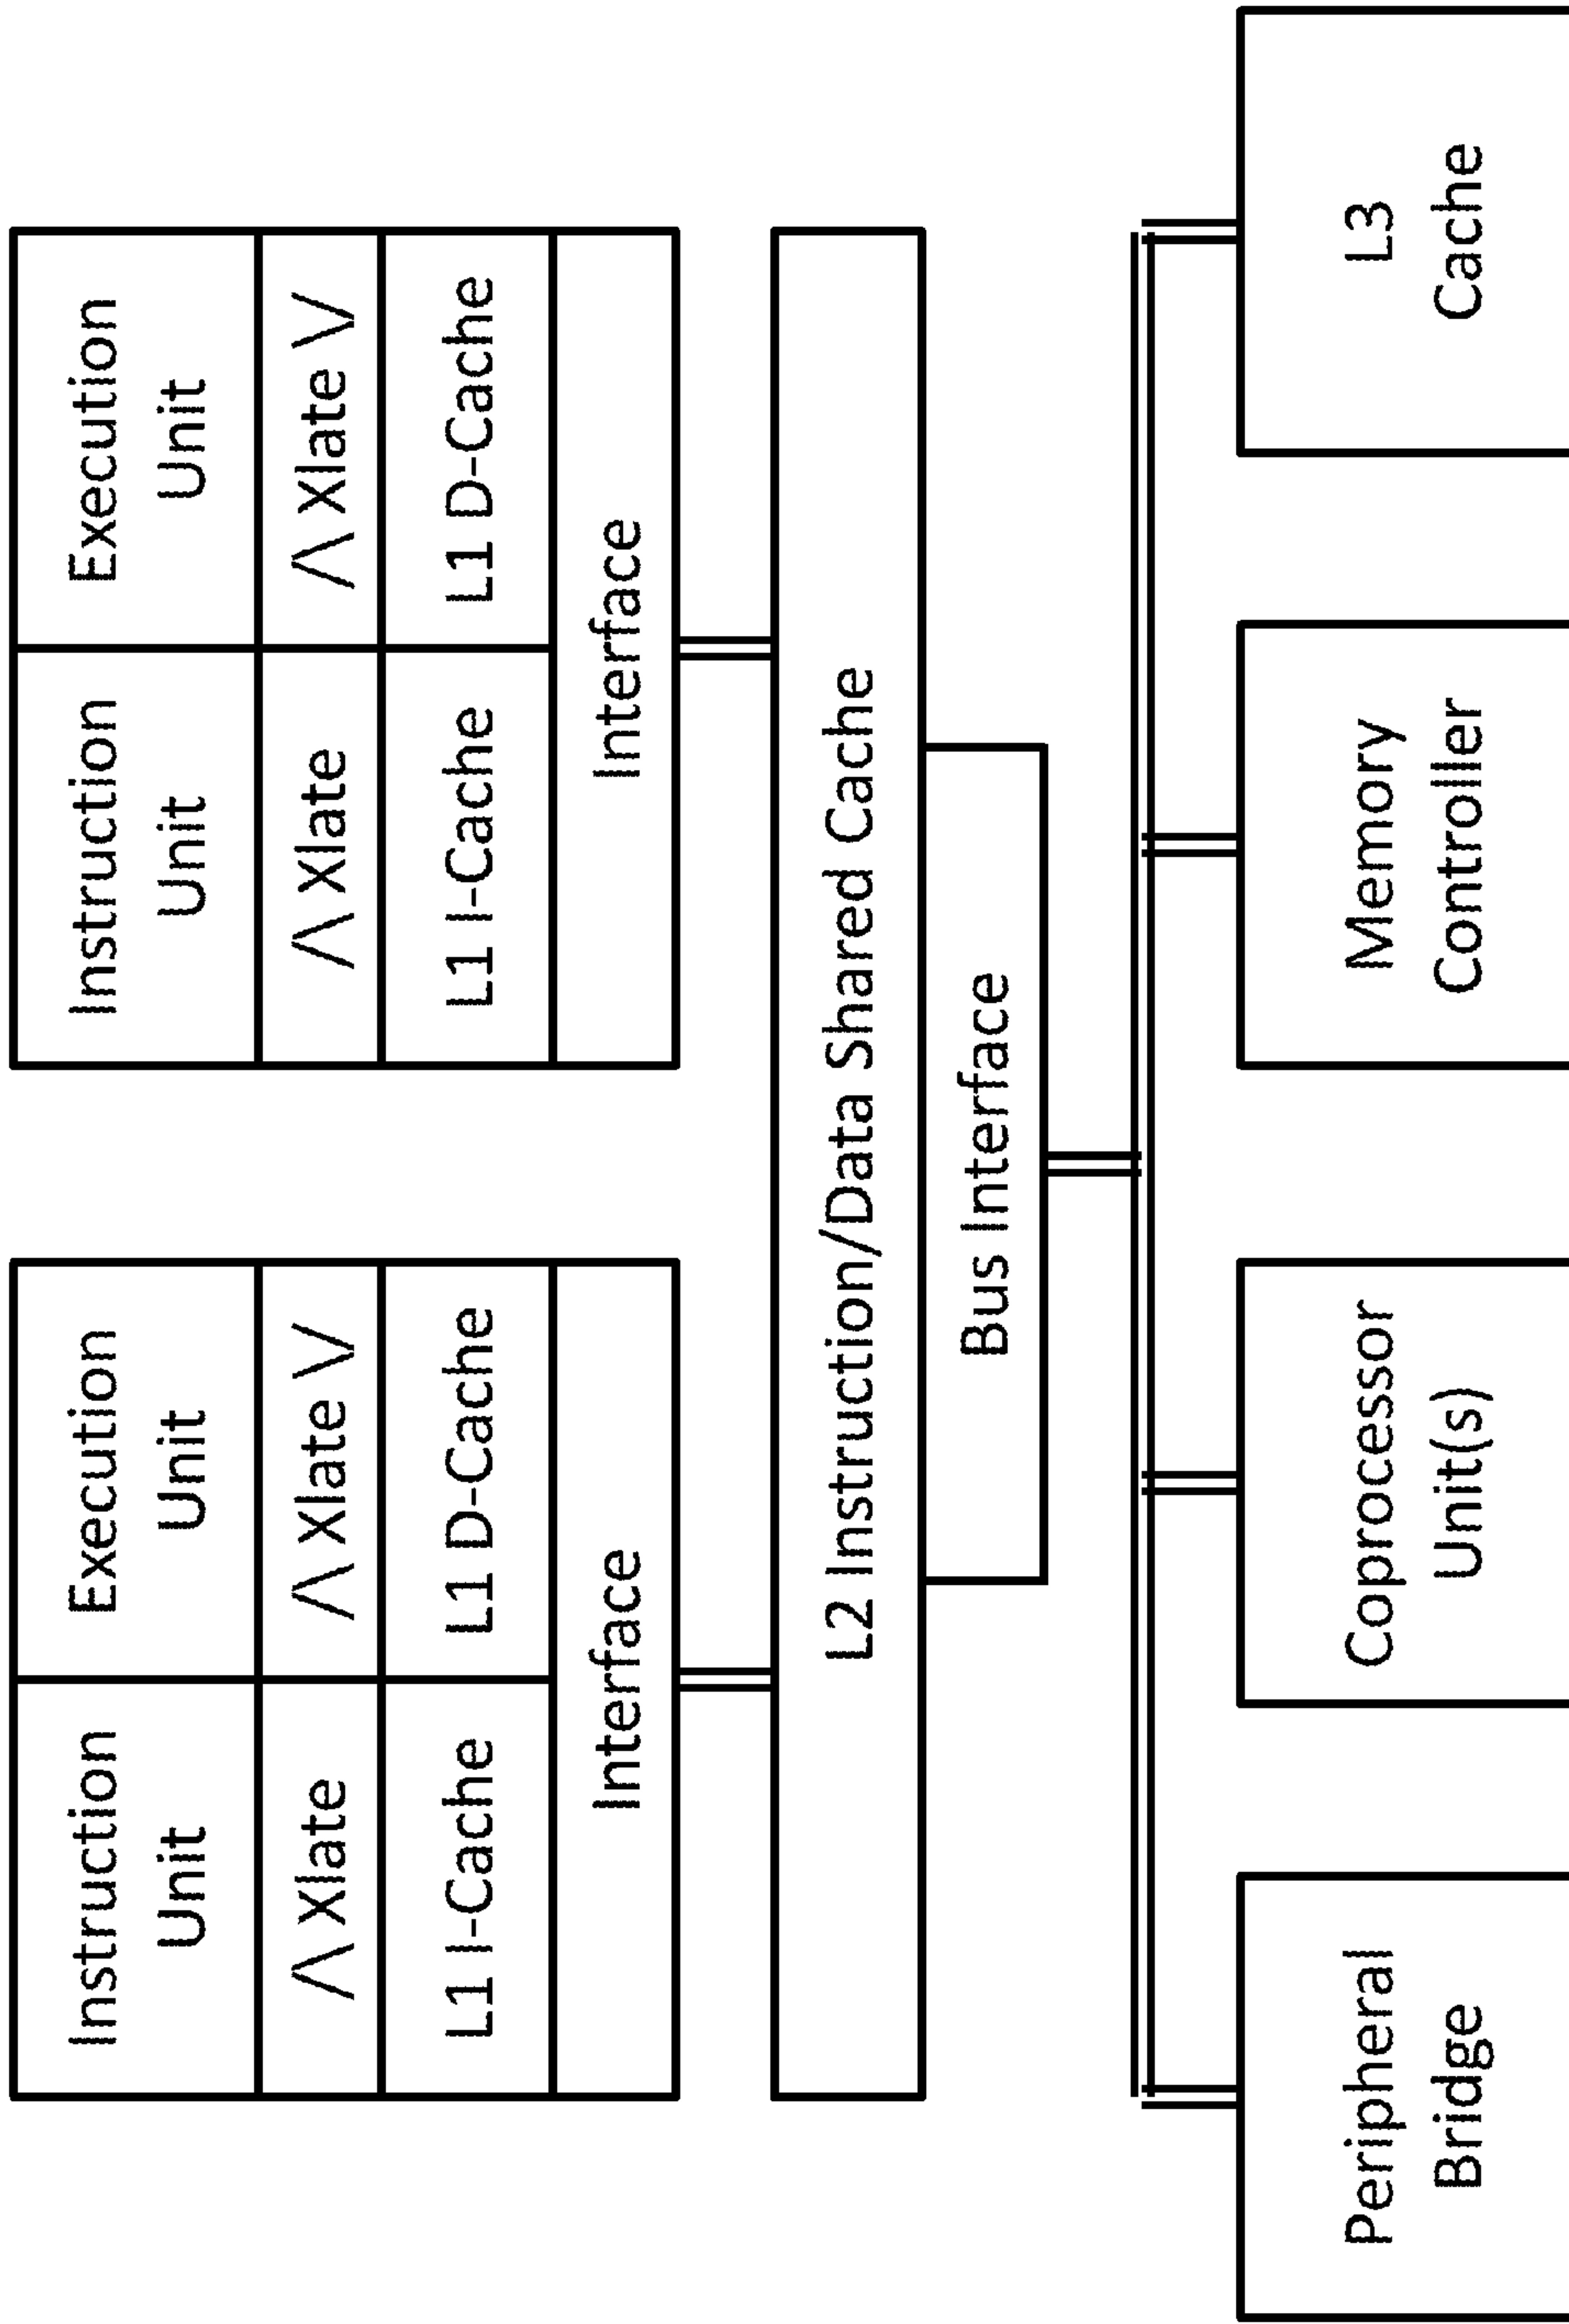 Instruction
Unit
Execution
Unit
/\ Xlate
/\ Xlate \/
L1 I-Cache
L1 D-Cache
Interface
Instruction
Unit
Execution
Unit
/\ Xlate
/\ Xlate \/
L1 I-Cache
L1 D-Cache
Interface
L2 Instruction/Data Shared Cache
Bus Interface
Peripheral
Bridge
Coprocessor
Unit(s)
Memory
Controller
L3
Cache